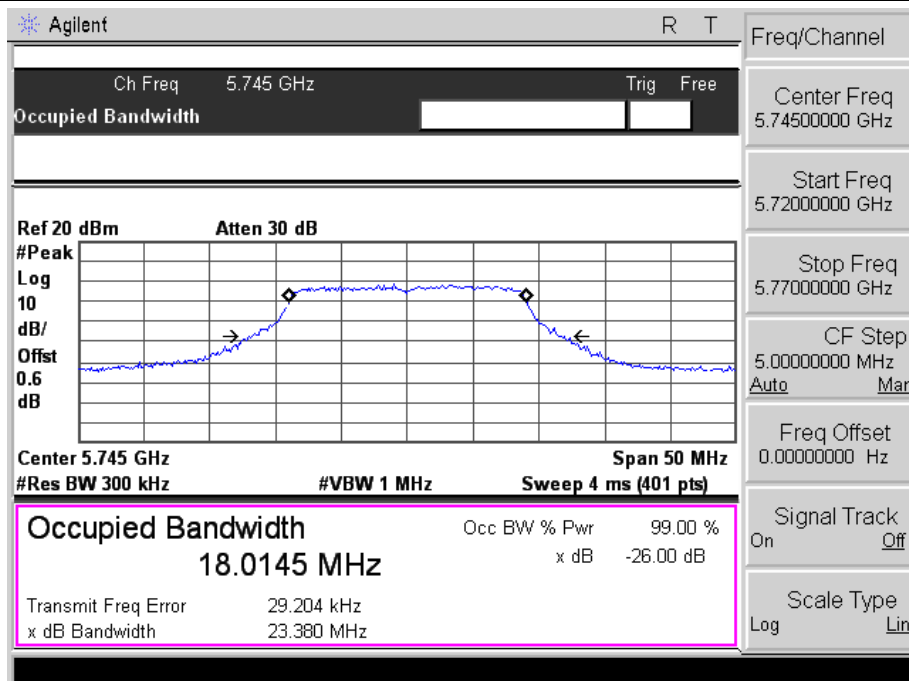 Agilent R T
Ch Freq 5.745 GHz Trig Free
Occupied Bandwidth
Ref 20 dBm Atten 30 dB
#Peak
Log
10
dB/
Offst
0.6
dB
Center 5.745 GHz Span 50 MHz
#Res BW 300 kHz #VBW 1 MHz Sweep 4 ms (401 pts)
Occupied Bandwidth
18.0145 MHz
Occ BW % Pwr 99.00 %
x dB -26.00 dB
Transmit Freq Error 29.204 kHz
x dB Bandwidth 23.380 MHz
Freq/Channel
Center Freq
5.74500000 GHz
Start Freq
5.72000000 GHz
Stop Freq
5.77000000 GHz
CF Step
5.00000000 MHz
Auto Man
Freq Offset
0.00000000 Hz
Signal Track
On Off
Scale Type
Log Lin